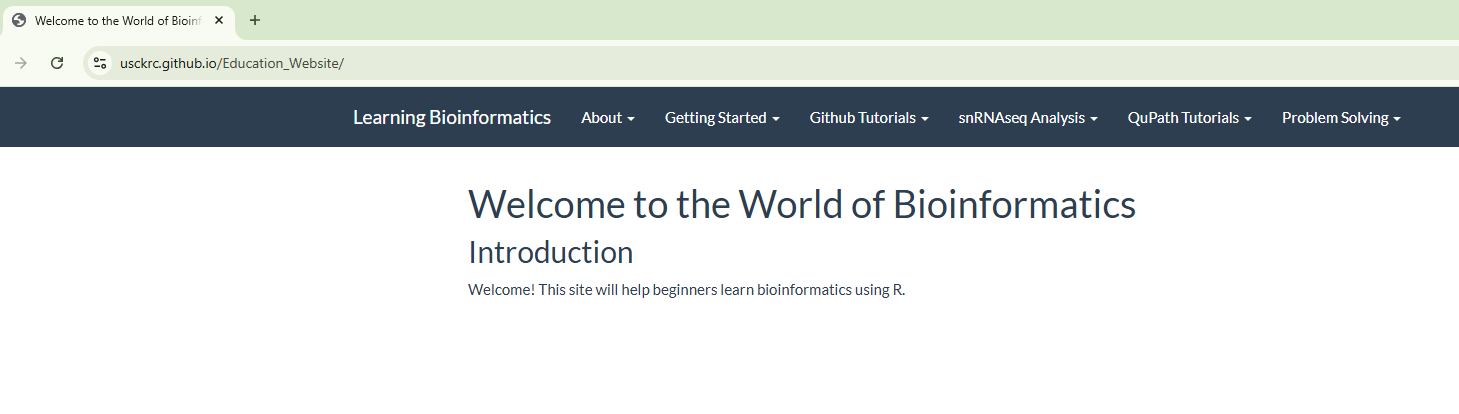 Welcome to the World of Bioinf
usckrc.github.io/Education_Website/
Learning Bioinformatics About Getting Started Github Tutorials snRNAseq Analysis QuPath Tutorials Problem Solving
Welcome to the World of Bioinformatics
Introduction
Welcome! This site will help beginners learn bioinformatics using R.